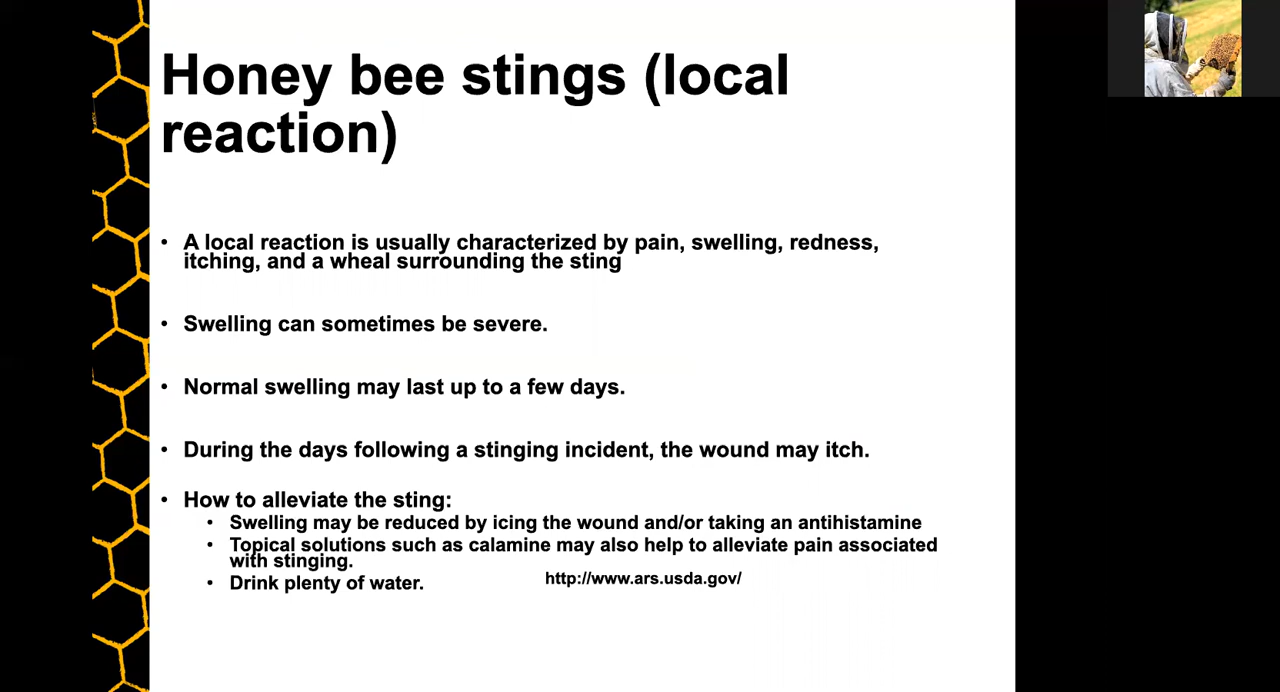 Honey bee stings (local
reaction)
• A local reaction is usually characterized by pain, swelling, redness,
itching, and a wheal surrounding the sting
• Swelling can sometimes be severe.
• Normal swelling may last up to a few days.
• During the days following a stinging incident, the wound may itch.
• How to alleviate the sting:
• Swelling may be reduced by icing the wound and/or taking an antihistamine
• Topical solutions such as calamine may also help to alleviate pain associated
with stinging.
• Drink plenty of water.
http://www.ars.usda.gov/